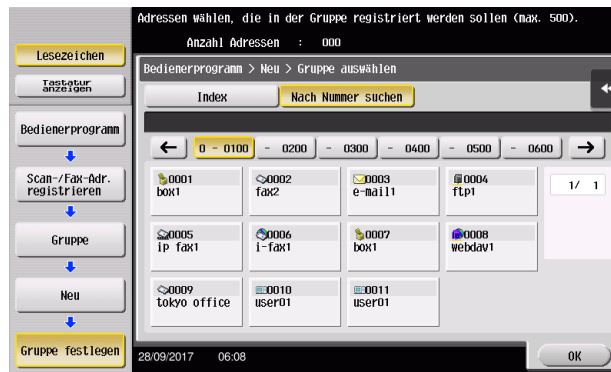 Adressen wählen, die in der Gruppe registriert werden sollen (max. 500).
Anzahl Adressen : 000
Lesezeichen
Tastatur
anzeigen
Bedienerprogramm
Scan-/Fax-Adr.
registrieren
Gruppe
Neu
Gruppe festlegen
Bedienerprogramm > Neu > Gruppe auswählen
Index
Nach Nummer suchen
0 - 0100
- 0200
- 0300
- 0400
- 0500
- 0600
0001
box1
0002
fax2
0003
e-mail1
0004
ftp1
1/ 1
0005
ip fax1
0006
i-fax1
0007
box1
0008
webdav1
0009
tokyo office
0010
user01
0011
user01
28/09/2017 06:08
OK